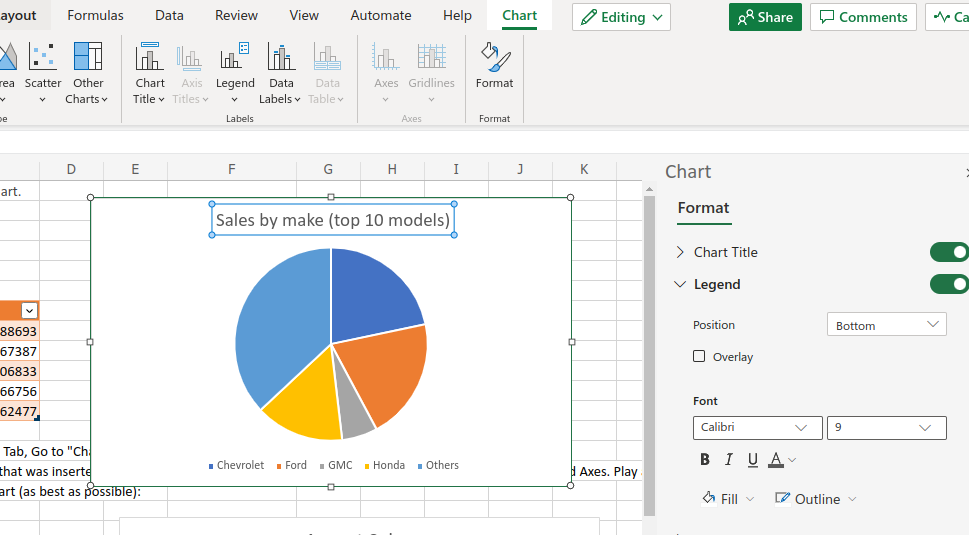 ayout Formulas Data Review View Automate Help Chart Editing Share Comments Ca
rea Scatter Other Charts Chart Title Axis Titles Legend Data Labels Data Table Axes Gridlines Format
pe Labels Axes Format
Chart
D E F G H I J K
art.
Format
Sales by make (top 10 models)
Chart Title
Legend
Position Bottom
88693
67387
Overlay
06833
66756
Font
62477
Calibri 9
Tab, Go to "Cha
B I U A
Chevrolet Ford GMC Honda Others
that was inserte
d Axes. Play
art (as best as possible):
Fill Outline